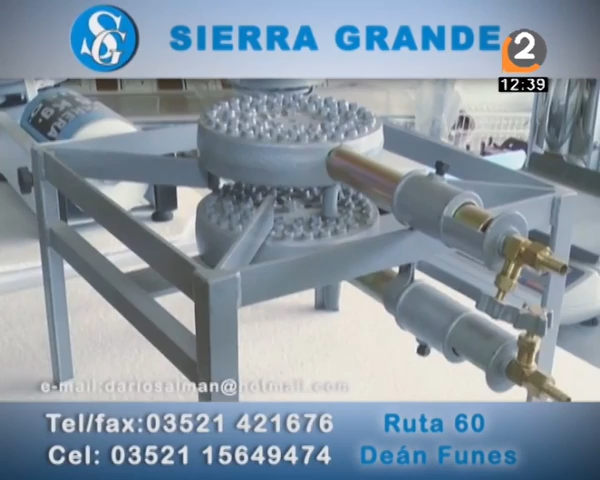 SG
SIERRA GRANDE
2
12:39
e-mail:dariosalman@hotmail.com
Tel/fax:03521 421676
Ruta 60
Cel: 03521 15649474
Deán Funes